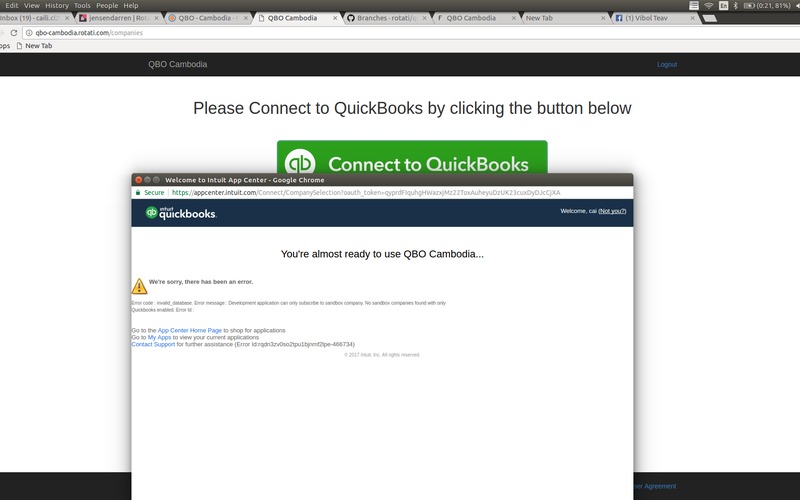 Edit View History Tools People Help
En (0:21, 81%)
Inbox (19) - caili.ci
jensendarren | Rot
QBO - Cambodia -
QBO Cambodia
Branches · rotati/q
QBO Cambodia
New Tab
(1) Vibol Teav
qbo-cambodia.rotati.com/companies
pps New Tab
QBO Cambodia
Logout
Please Connect to QuickBooks by clicking the button below
qb Connect to QuickBooks
Welcome to Intuit App Center - Google Chrome
Secure https://appcenter.intuit.com/Connect/CompanySelection?oauth_token=
qb intuit quickbooks.
Welcome, cai (Not you?)
You're almost ready to use QBO Cambodia...
We're sorry, there has been an error.
Error code : invalid_database. Error message : Development application can only subscribe to sandbox company. No sandbox companies found with only
Quickbooks enabled. Error Id :
Go to the App Center Home Page to shop for applications
Go to My Apps to view your current applications
Contact Support for further assistance (Error Id:rqdn3zv0so2tpu1bjnmf2lpe-466734)
© 2017 Intuit, Inc. All rights reserved.
ner Agreement